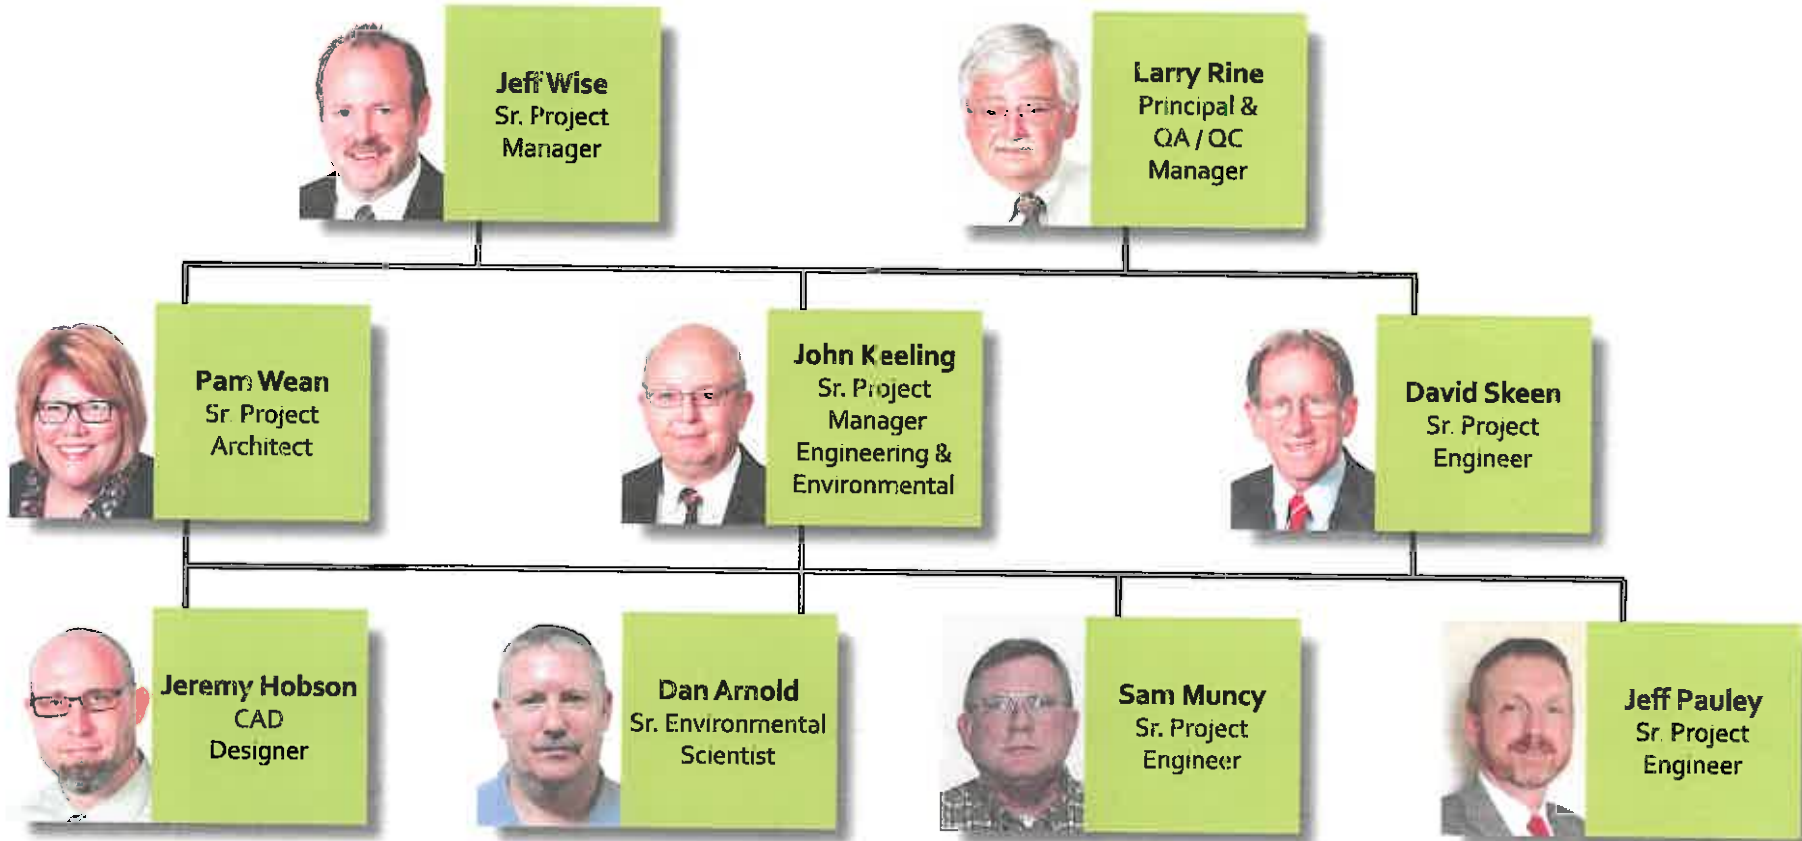 Jeff Wise
Sr. Project
Manager
Larry Rine
Principal &
QA / QC
Manager
Pam Wean
Sr. Project
Architect
John Keeling
Sr. Project
Manager
Engineering &
Environmental
David Skeen
Sr. Project
Engineer
Jeremy Hobson
CAD
Designer
Dan Arnold
Sr. Environmental
Scientist
Sam Muncy
Sr. Project
Engineer
Jeff Pauley
Sr. Project
Engineer